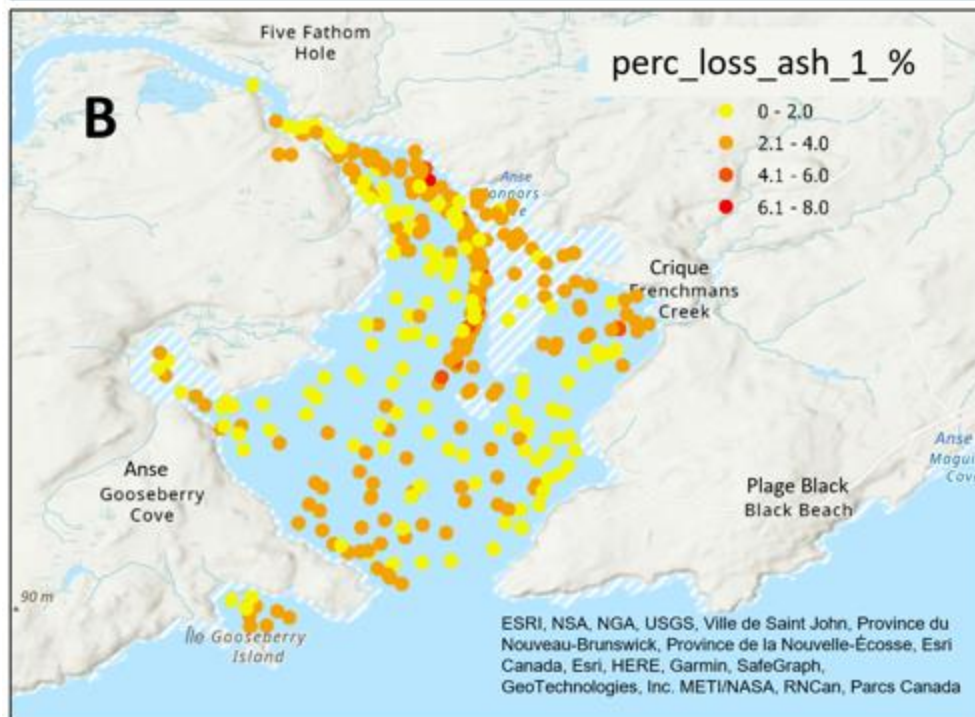 Five Fathom
Hole
perc_loss_ash_1_%
B
0 - 2.0
2.1 - 4.0
4.1 - 6.0
6.1 - 8.0
Anse
Crique
Frenchmans
Creek
Anse
Gooseberry
Cove
Anse
Plage Black
Black Beach
90 m
Île Gooseberry
Island
ESRI, NSA, NGA, USGS, Ville de Saint John, Province du
Nouveau-Brunswick, Province de la Nouvelle-Écosse, Esri
Canada, Esri, HERE, Garmin, SafeGraph,
GeoTechnologies, Inc. METI/NASA, RNCan, Parcs Canada